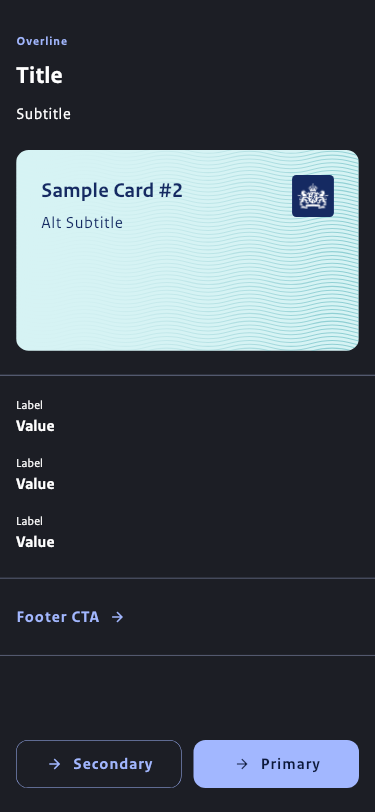 Overline
Title
Subtitle
Sample Card #2
Alt Subtitle
Label
Value
Label
Value
Label
Value
Footer CTA
Secondary
Primary